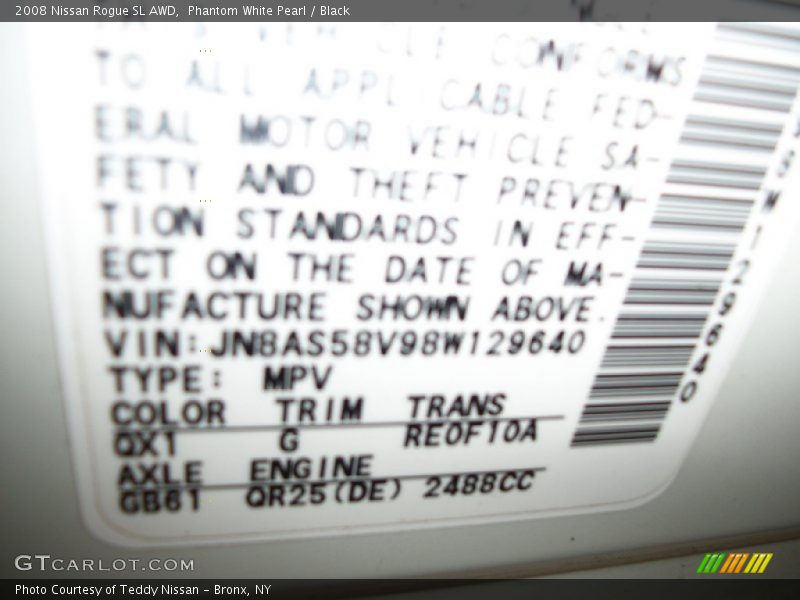 2008 Nissan Rogue SL AWD, Phantom White Pearl / Black
CONFORMS
TO ALL APPLICABLE FED-
ERAL MOTOR VEHICLE SA-
FETY AND THEFT PREVEN-
TION STANDARDS IN EFF-
ECT ON THE DATE OF MA-
NUFACTURE SHOWN ABOVE.
VIN: JN8AS58V98W129640
TYPE: MPV
COLOR TRIM TRANS
QX1 G RE0F10A
AXLE ENGINE
GB61 QR25(DE) 2488CC
8W129640
GTCARLOT.COM
Photo Courtesy of Teddy Nissan - Bronx, NY